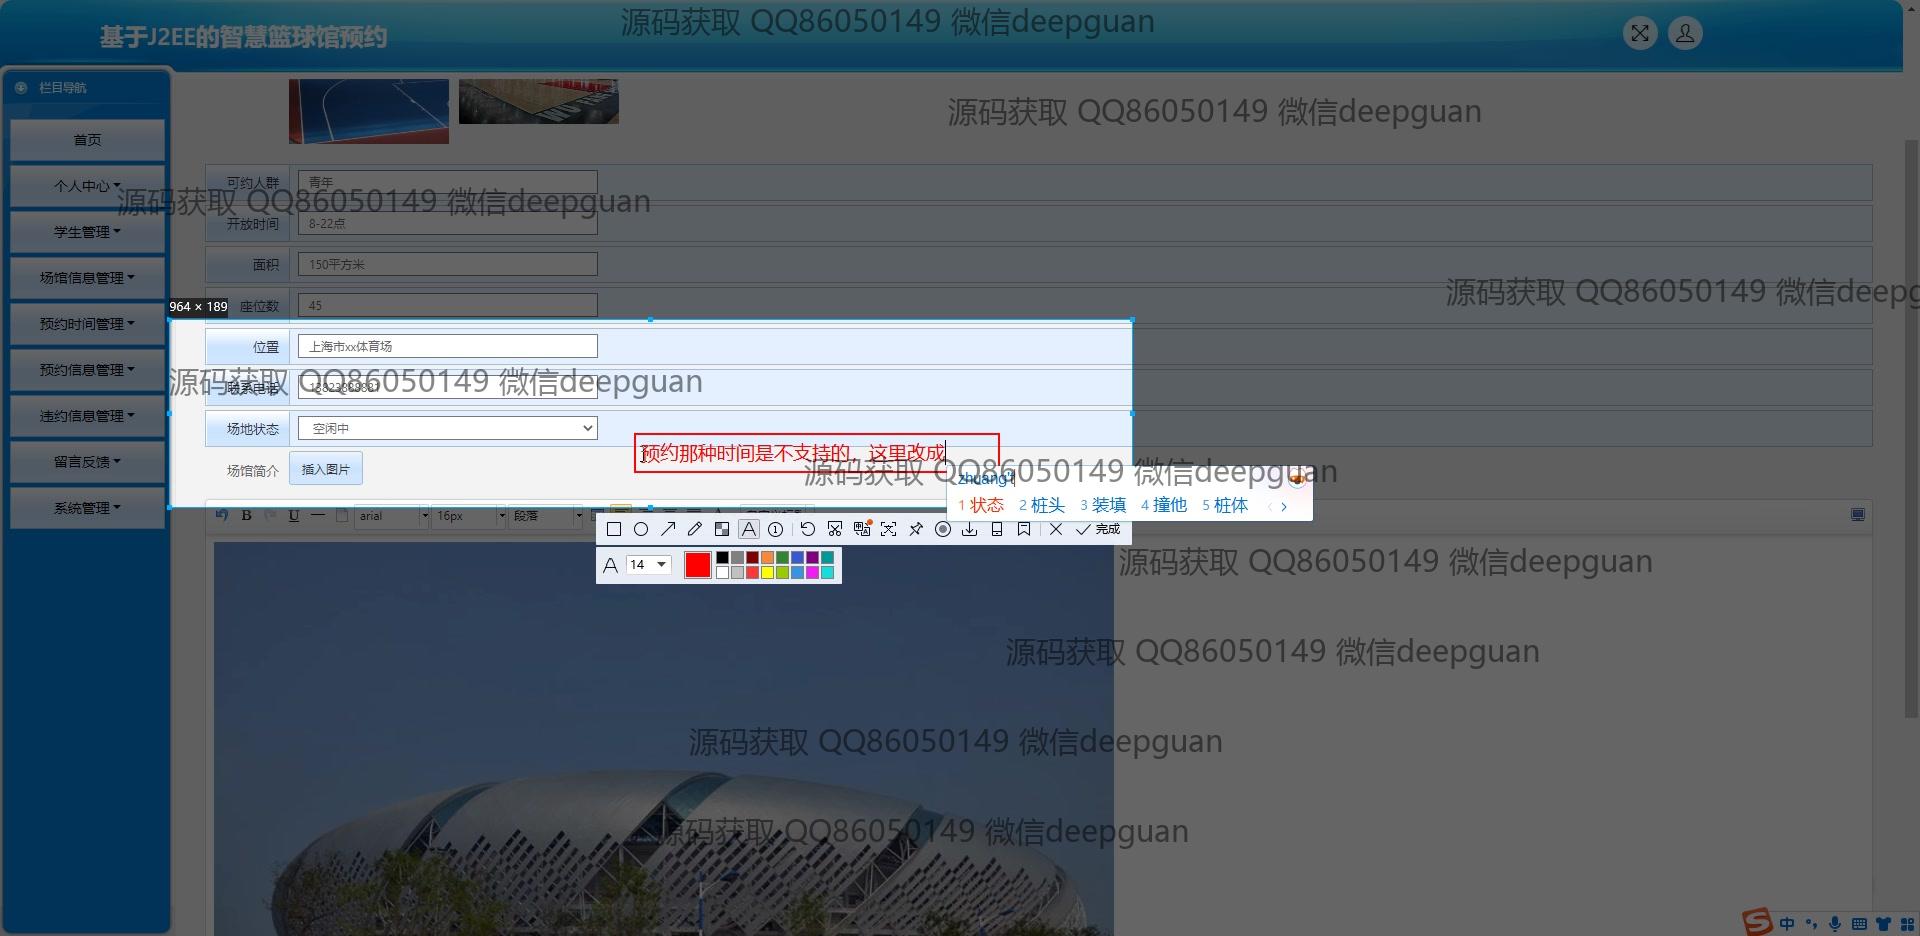 源码获取 QQ86050149 微信deepguan
基于J2EE的智慧篮球馆预约
栏目导航
源码获取 QQ86050149 微信deepguan
首页
可约人群 青年
个人中心
源码获取 QQ86050149 微信deepguan
开放时间 8-22点
学生管理
面积 150平方米
场馆信息管理
源码获取 QQ86050149 微信deepg
964 × 189
座位数 45
预约时间管理
位置 上海市xx体育场
预约信息管理
源码获取 QQ86050149 微信deepguan
联系电话
违约信息管理
场地状态 空闲中
预约那种时间是不支持的，这里改成
留言反馈
场馆简介 插入图片
源码获取 QQ86050149 微信deepguan
zhuangt
1 状态 2 桩头 3 装填 4 撞他 5 桩体
系统管理
B U arial 16px 段落
完成
A 14
源码获取 QQ86050149 微信deepguan
源码获取 QQ86050149 微信deepguan
源码获取 QQ86050149 微信deepguan
源码获取 QQ86050149 微信deepguan
中